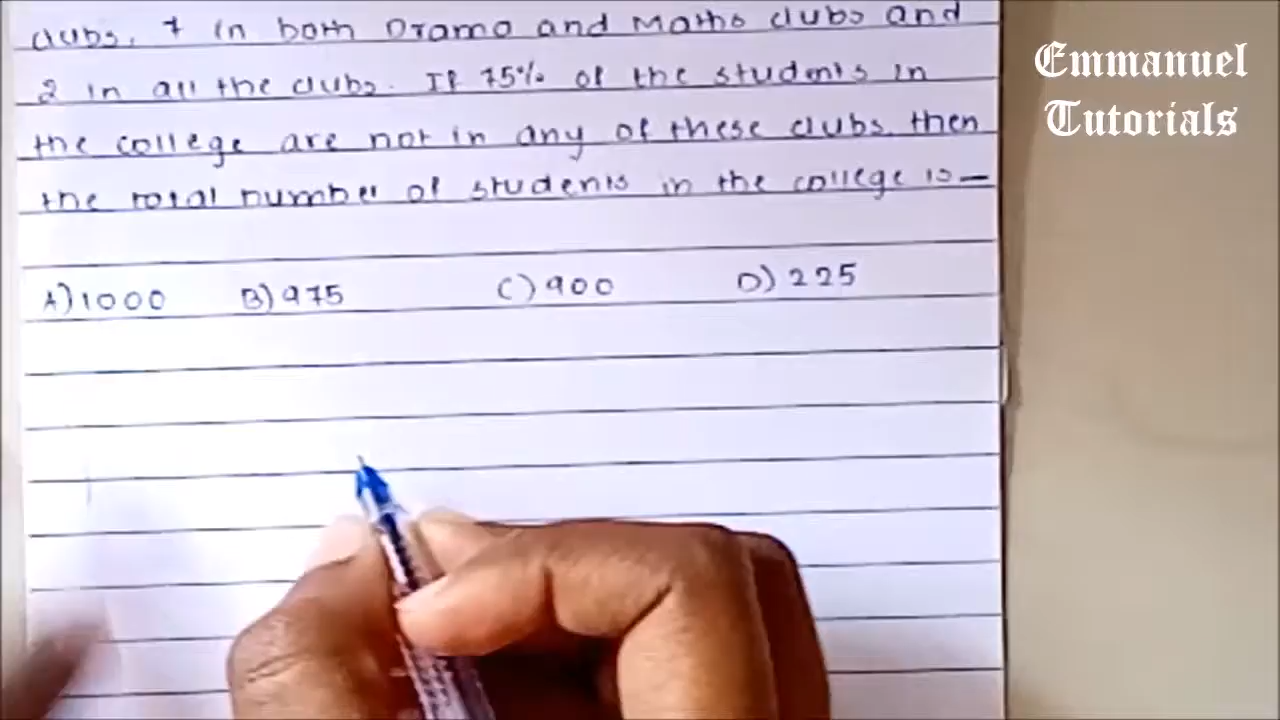 clubs, 7 in both Drama and Maths clubs and
2 in all the clubs. If 75% of the students in
the college are not in any of these clubs, then
the total number of students in the college is —
A) 1000 B) 975 C) 900 D) 225
Emmanuel
Tutorials